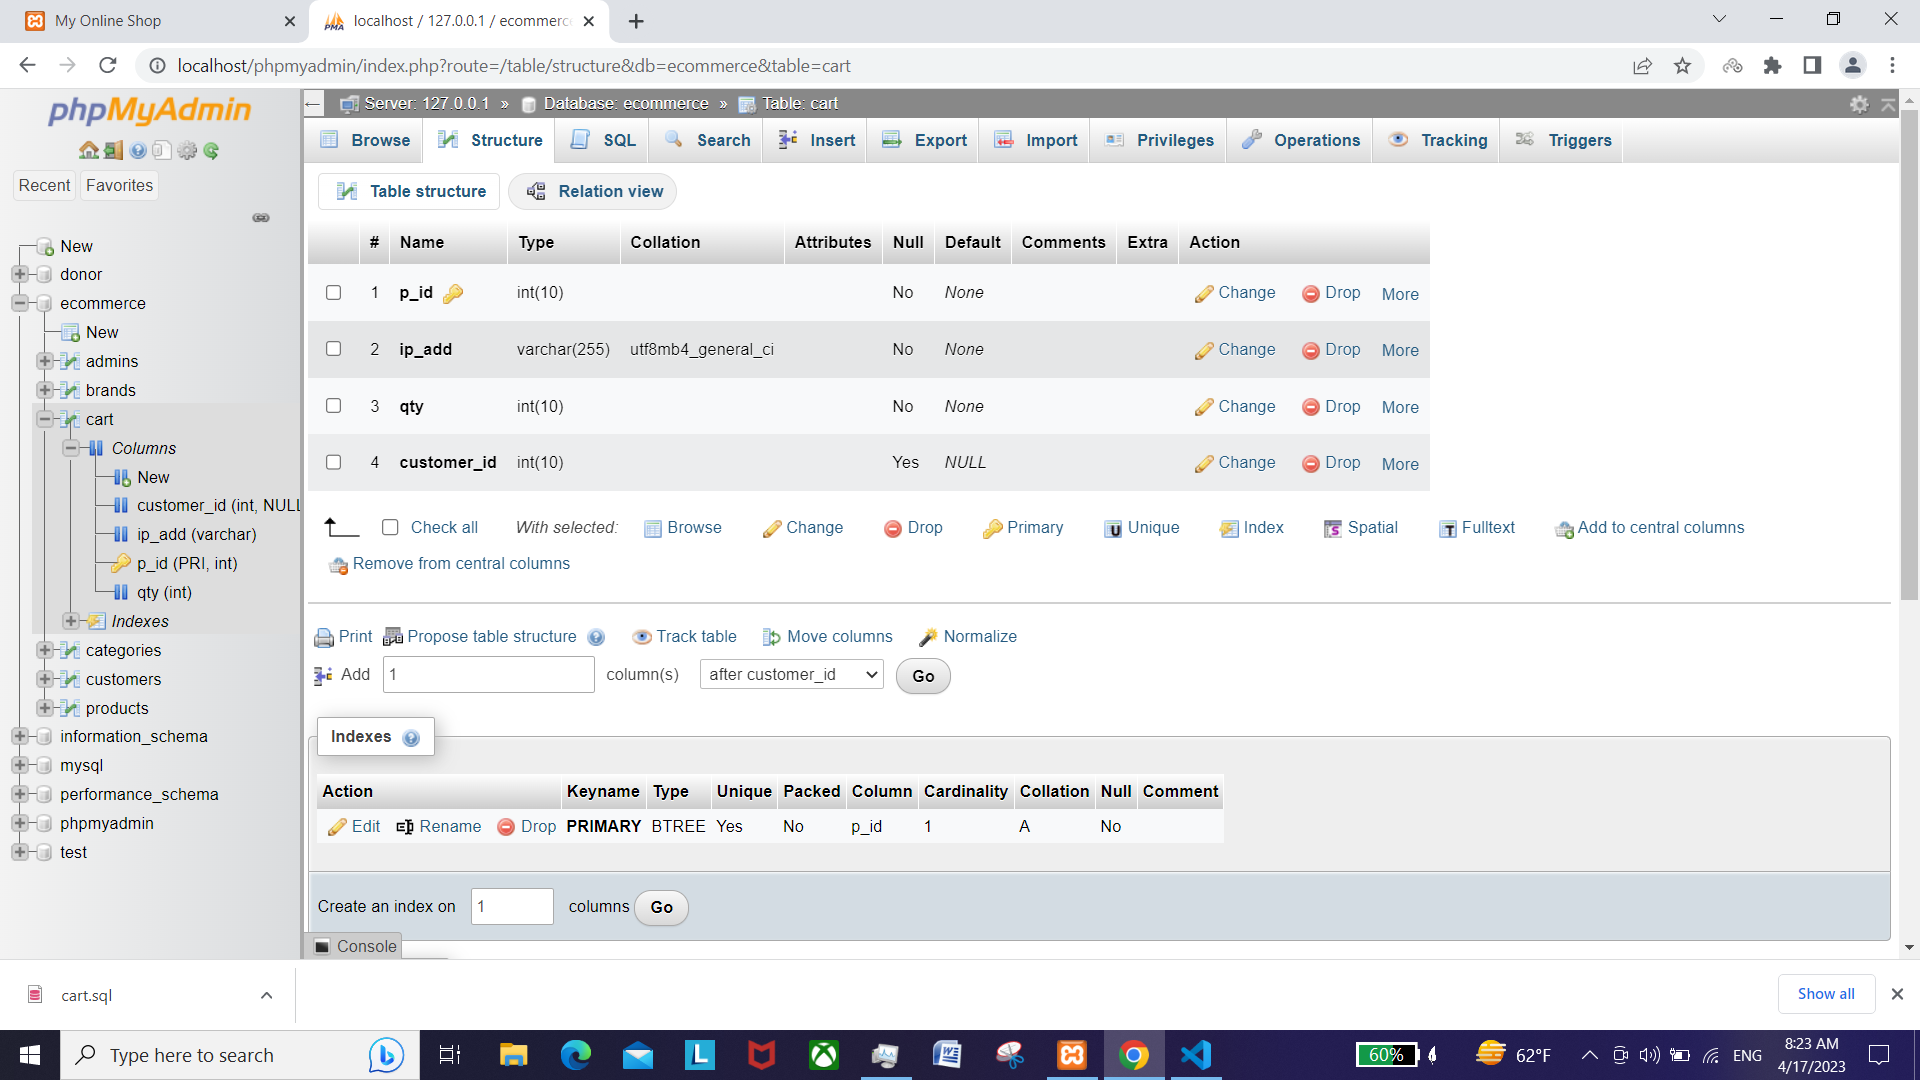 My Online Shop
localhost / 127.0.0.1 / ecommerce
localhost/phpmyadmin/index.php?route=/table/structure&db=ecommerce&table=cart
phpMyAdmin
Recent Favorites
New
donor
ecommerce
New
admins
brands
cart
Columns
New
customer_id (int, NULL
ip_add (varchar)
p_id (PRI, int)
qty (int)
Indexes
categories
customers
products
information_schema
mysql
performance_schema
phpmyadmin
test
Server: 127.0.0.1 » Database: ecommerce » Table: cart
Browse Structure SQL Search Insert Export Import Privileges Operations Tracking Triggers
Table structure Relation view
# Name Type Collation Attributes Null Default Comments Extra Action
1 p_id int(10) No None Change Drop More
2 ip_add varchar(255) utf8mb4_general_ci No None Change Drop More
3 qty int(10) No None Change Drop More
4 customer_id int(10) Yes NULL Change Drop More
Check all With selected: Browse Change Drop Primary Unique Index Spatial Fulltext Add to central columns
Remove from central columns
Print Propose table structure Track table Move columns Normalize
Add 1 column(s) after customer_id Go
Indexes
Action Keyname Type Unique Packed Column Cardinality Collation Null Comment
Edit Rename Drop PRIMARY BTREE Yes No p_id 1 A No
Create an index on 1 columns Go
Console
cart.sql
Show all
Type here to search
60%
62°F
ENG
8:23 AM
4/17/2023